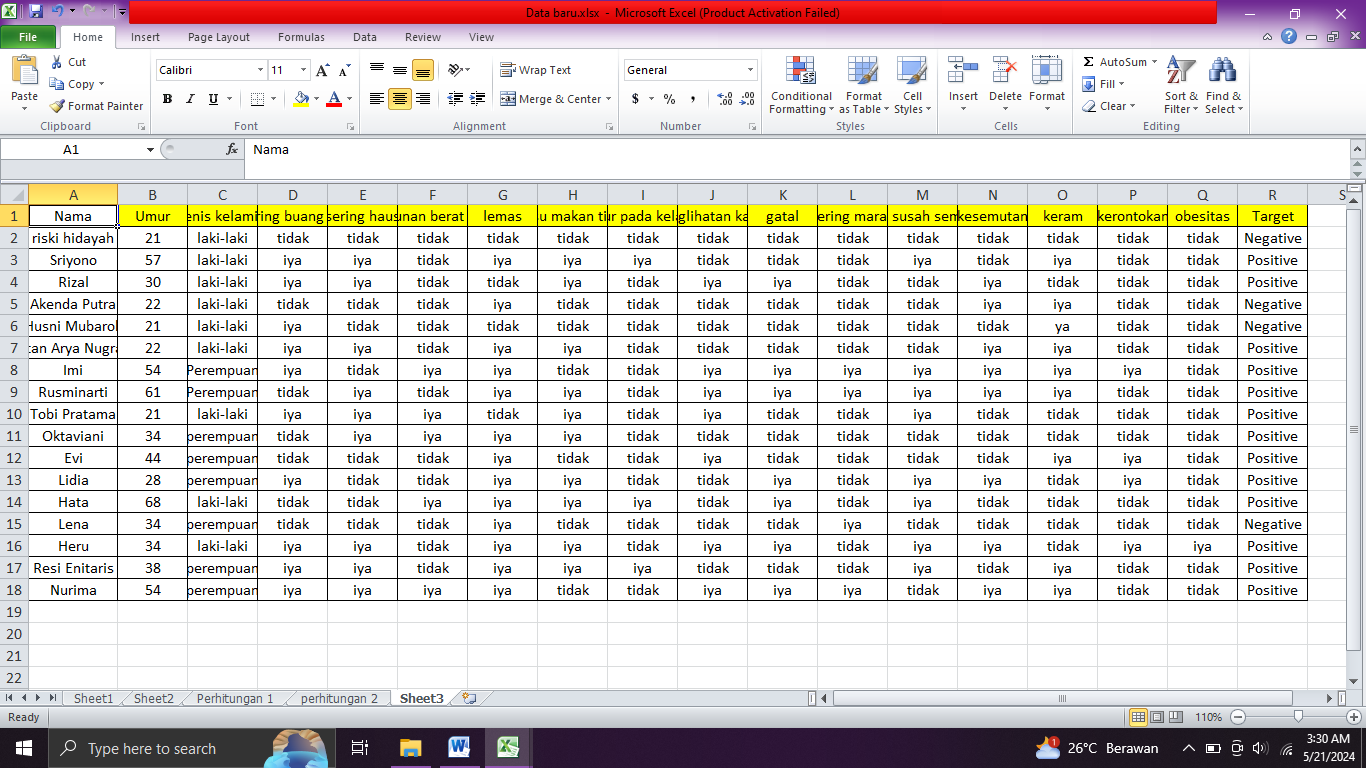 Data baru.xlsx - Microsoft Excel (Product Activation Failed)
File Home Insert Page Layout Formulas Data Review View
Paste Cut Copy Format Painter Clipboard
Calibri 11 B I U Font
Wrap Text Merge & Center Alignment
General $ % , Number
Conditional Formatting Format as Table Cell Styles Styles
Insert Delete Format Cells
Σ AutoSum Fill Clear Sort & Filter Find & Select Editing
A1 fx Nama
A B C D E F G H I J K L M N O P Q R S
1 Nama Umur enis kelami ring buang sering haus unan berat lemas u makan ti ur pada kela glihatan ka gatal ering mara susah sem kesemutan keram kerontokan obesitas Target
2 riski hidayah 21 laki-laki tidak tidak tidak tidak tidak tidak tidak tidak tidak tidak tidak tidak tidak tidak Negative
3 Sriyono 57 laki-laki iya iya tidak iya iya iya iya iya tidak iya tidak iya tidak tidak Positive
4 Rizal 30 laki-laki iya iya tidak tidak iya tidak iya iya iya tidak iya tidak iya tidak Positive
5 Akenda Putra 22 laki-laki tidak tidak tidak iya tidak tidak tidak tidak tidak tidak iya iya tidak tidak Negative
6 Husni Mubarok 21 laki-laki iya tidak tidak tidak tidak tidak tidak tidak tidak tidak tidak ya tidak tidak Negative
7 tan Arya Nugra 22 laki-laki iya iya tidak iya iya tidak tidak tidak tidak tidak iya iya tidak tidak Positive
8 Imi 54 Perempuan iya tidak iya tidak iya tidak iya iya iya iya iya iya iya tidak Positive
9 Rusminarti 61 Perempuan tidak iya tidak iya tidak tidak iya iya iya tidak iya iya tidak tidak Positive
10 Tobi Pratama 21 laki-laki iya iya iya tidak iya iya tidak tidak tidak iya tidak tidak tidak tidak Positive
11 Oktaviani 34 perempuan tidak iya iya iya iya tidak tidak iya iya tidak iya tidak tidak tidak Positive
12 Evi 44 perempuan iya iya tidak iya tidak tidak iya tidak iya tidak iya iya iya tidak Positive
13 Lidia 28 perempuan iya tidak tidak iya iya tidak tidak iya iya iya iya tidak tidak tidak Positive
14 Hata 68 laki-laki tidak tidak iya iya iya iya iya iya tidak tidak iya iya tidak tidak Positive
15 Lena 34 perempuan tidak tidak tidak iya tidak tidak tidak tidak iya tidak tidak tidak tidak tidak Negative
16 Heru 34 laki-laki iya iya tidak iya iya tidak iya iya tidak iya iya tidak iya iya Positive
17 Resi Enitaris 38 perempuan iya iya tidak iya tidak tidak iya iya iya iya iya iya tidak tidak Positive
18 Nurima 54 perempuan iya iya iya iya tidak tidak iya iya iya tidak iya iya tidak tidak Positive
19
20
21
22
Sheet1 Sheet2 Perhitungan 1 perhitungan 2 Sheet3
Ready 110%
Type here to search 26°C Berawan 3:30 AM
5/21/2024